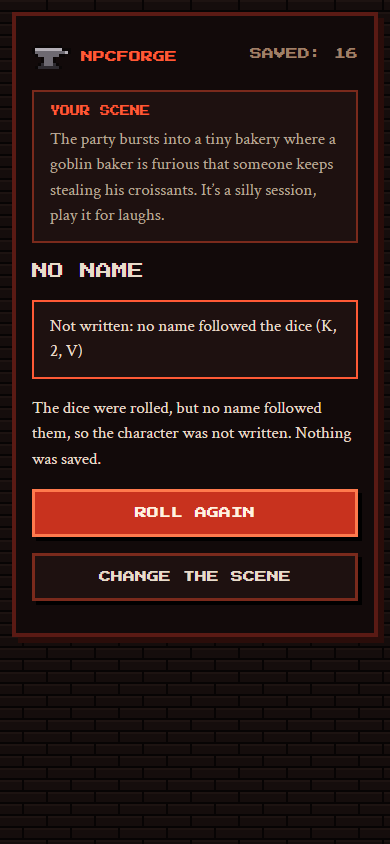 NPCFORGE
SAVED: 16
YOUR SCENE
The party bursts into a tiny bakery where a
goblin baker is furious that someone keeps
stealing his croissants. It’s a silly session,
play it for laughs.
NO NAME
Not written: no name followed the dice (K,
2, V)
The dice were rolled, but no name followed
them, so the character was not written. Nothing
was saved.
ROLL AGAIN
CHANGE THE SCENE